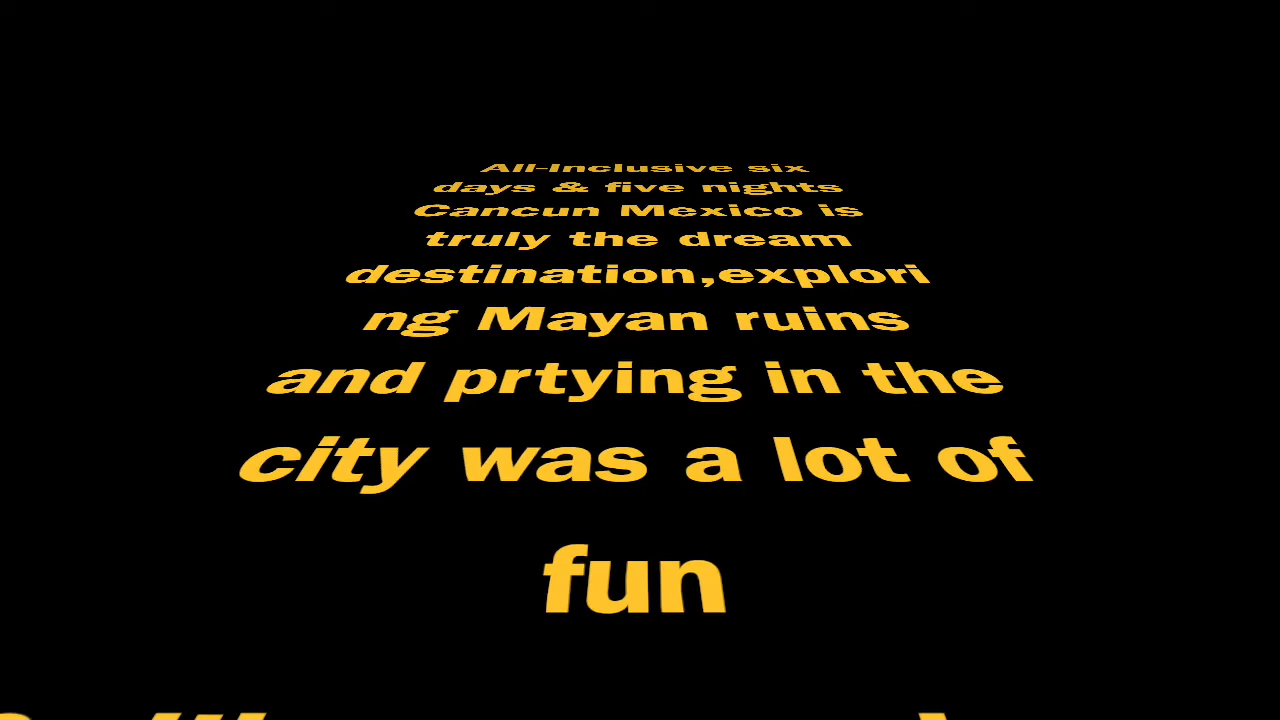 All-Inclusive six
days & five nights
Cancun Mexico is
truly the dream
destination,explori
ng Mayan ruins
and prtying in the
city was a lot of
fun